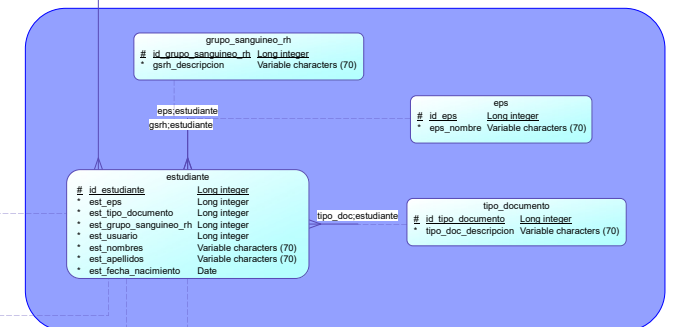 grupo_sanguineo_rh
# id_grupo_sanguineo_rh Long integer
* gsrh_descripcion Variable characters (70)
eps;estudiante
gsrh;estudiante
eps
# id_eps Long integer
* eps_nombre Variable characters (70)
estudiante
# id_estudiante Long integer
* est_eps Long integer
* est_tipo_documento Long integer
* est_grupo_sanguineo_rh Long integer
* est_usuario Long integer
* est_nombres Variable characters (70)
* est_apellidos Variable characters (70)
* est_fecha_nacimiento Date
tipo_doc;estudiante
tipo_documento
# id_tipo_documento Long integer
* tipo_doc_descripcion Variable characters (70)